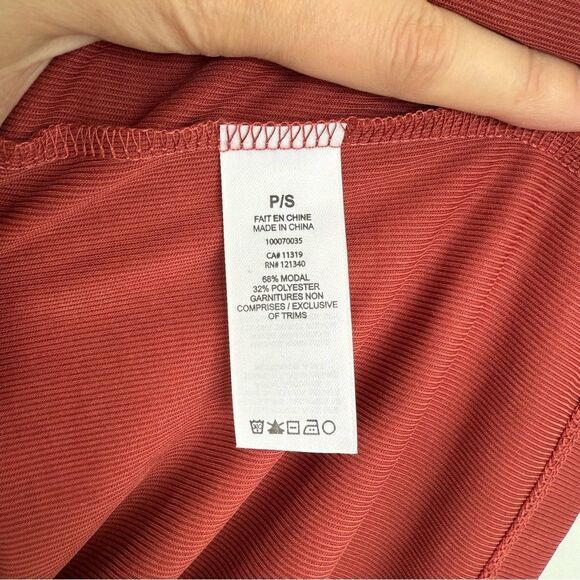 P/S
FAIT EN CHINE
MADE IN CHINA
100070035
CA# 11319
RN# 121340
68% MODAL
32% POLYESTER
GARNITURES NON
COMPRISES / EXCLUSIVE
OF TRIMS